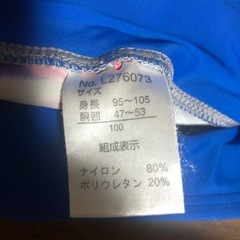 No. L276073
サイズ
身長 95~105
胸囲 47~53
100
組成表示
ナイロン 80%
ポリウレタン 20%